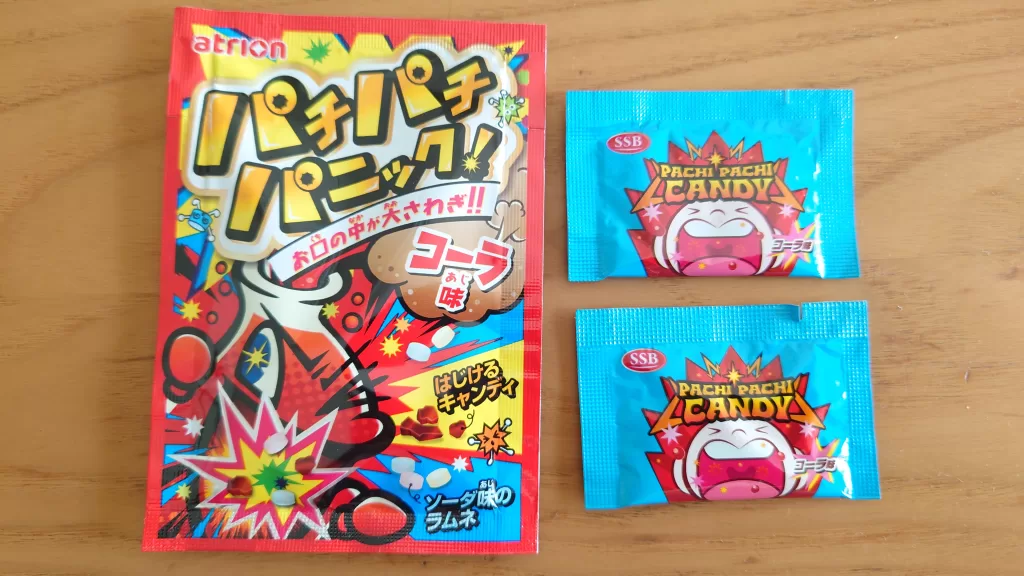 atrion
パチパチ
パニック!
お口の中が大さわぎ!!
コーラ
味
あじ
はじける
キャンディ
ソーダ味の
あじ
ラムネ
SSB
PACHI PACHI
CANDY
コーラ味
SSB
PACHI PACHI
CANDY
コーラ味